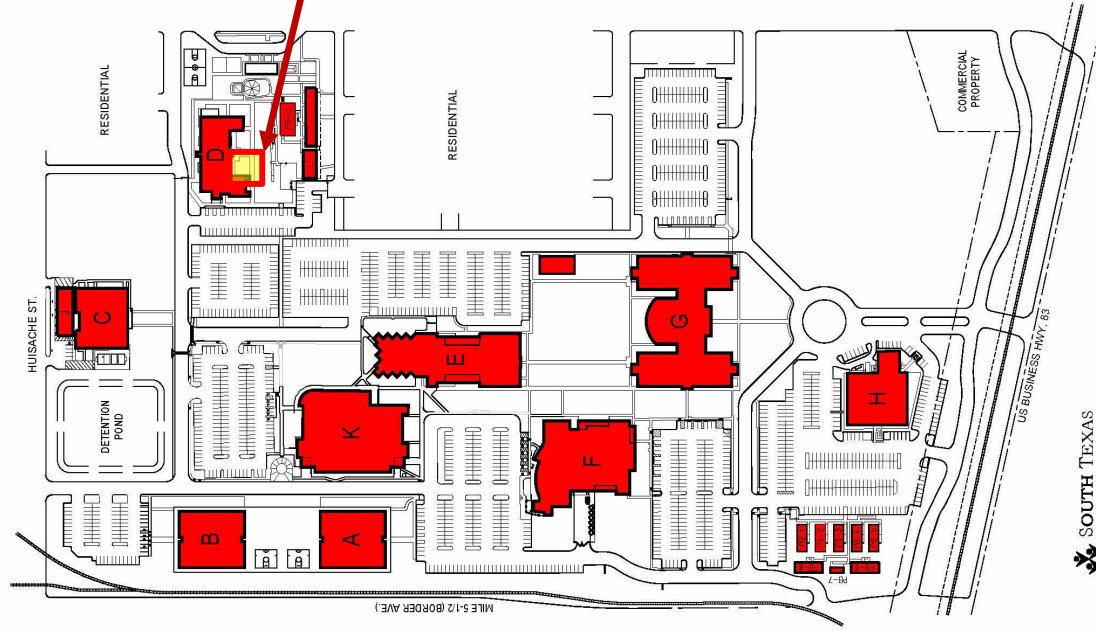 RESIDENTIAL
RESIDENTIAL
COMMERCIAL
PROPERTY
HUISACHE ST.
DETENTION
POND
D
J
C
E
G
K
F
H
B
A
PB-7
MILE 5-1/2 (BORDER AVE.)
US BUSINESS HWY. 83
SOUTH TEXAS